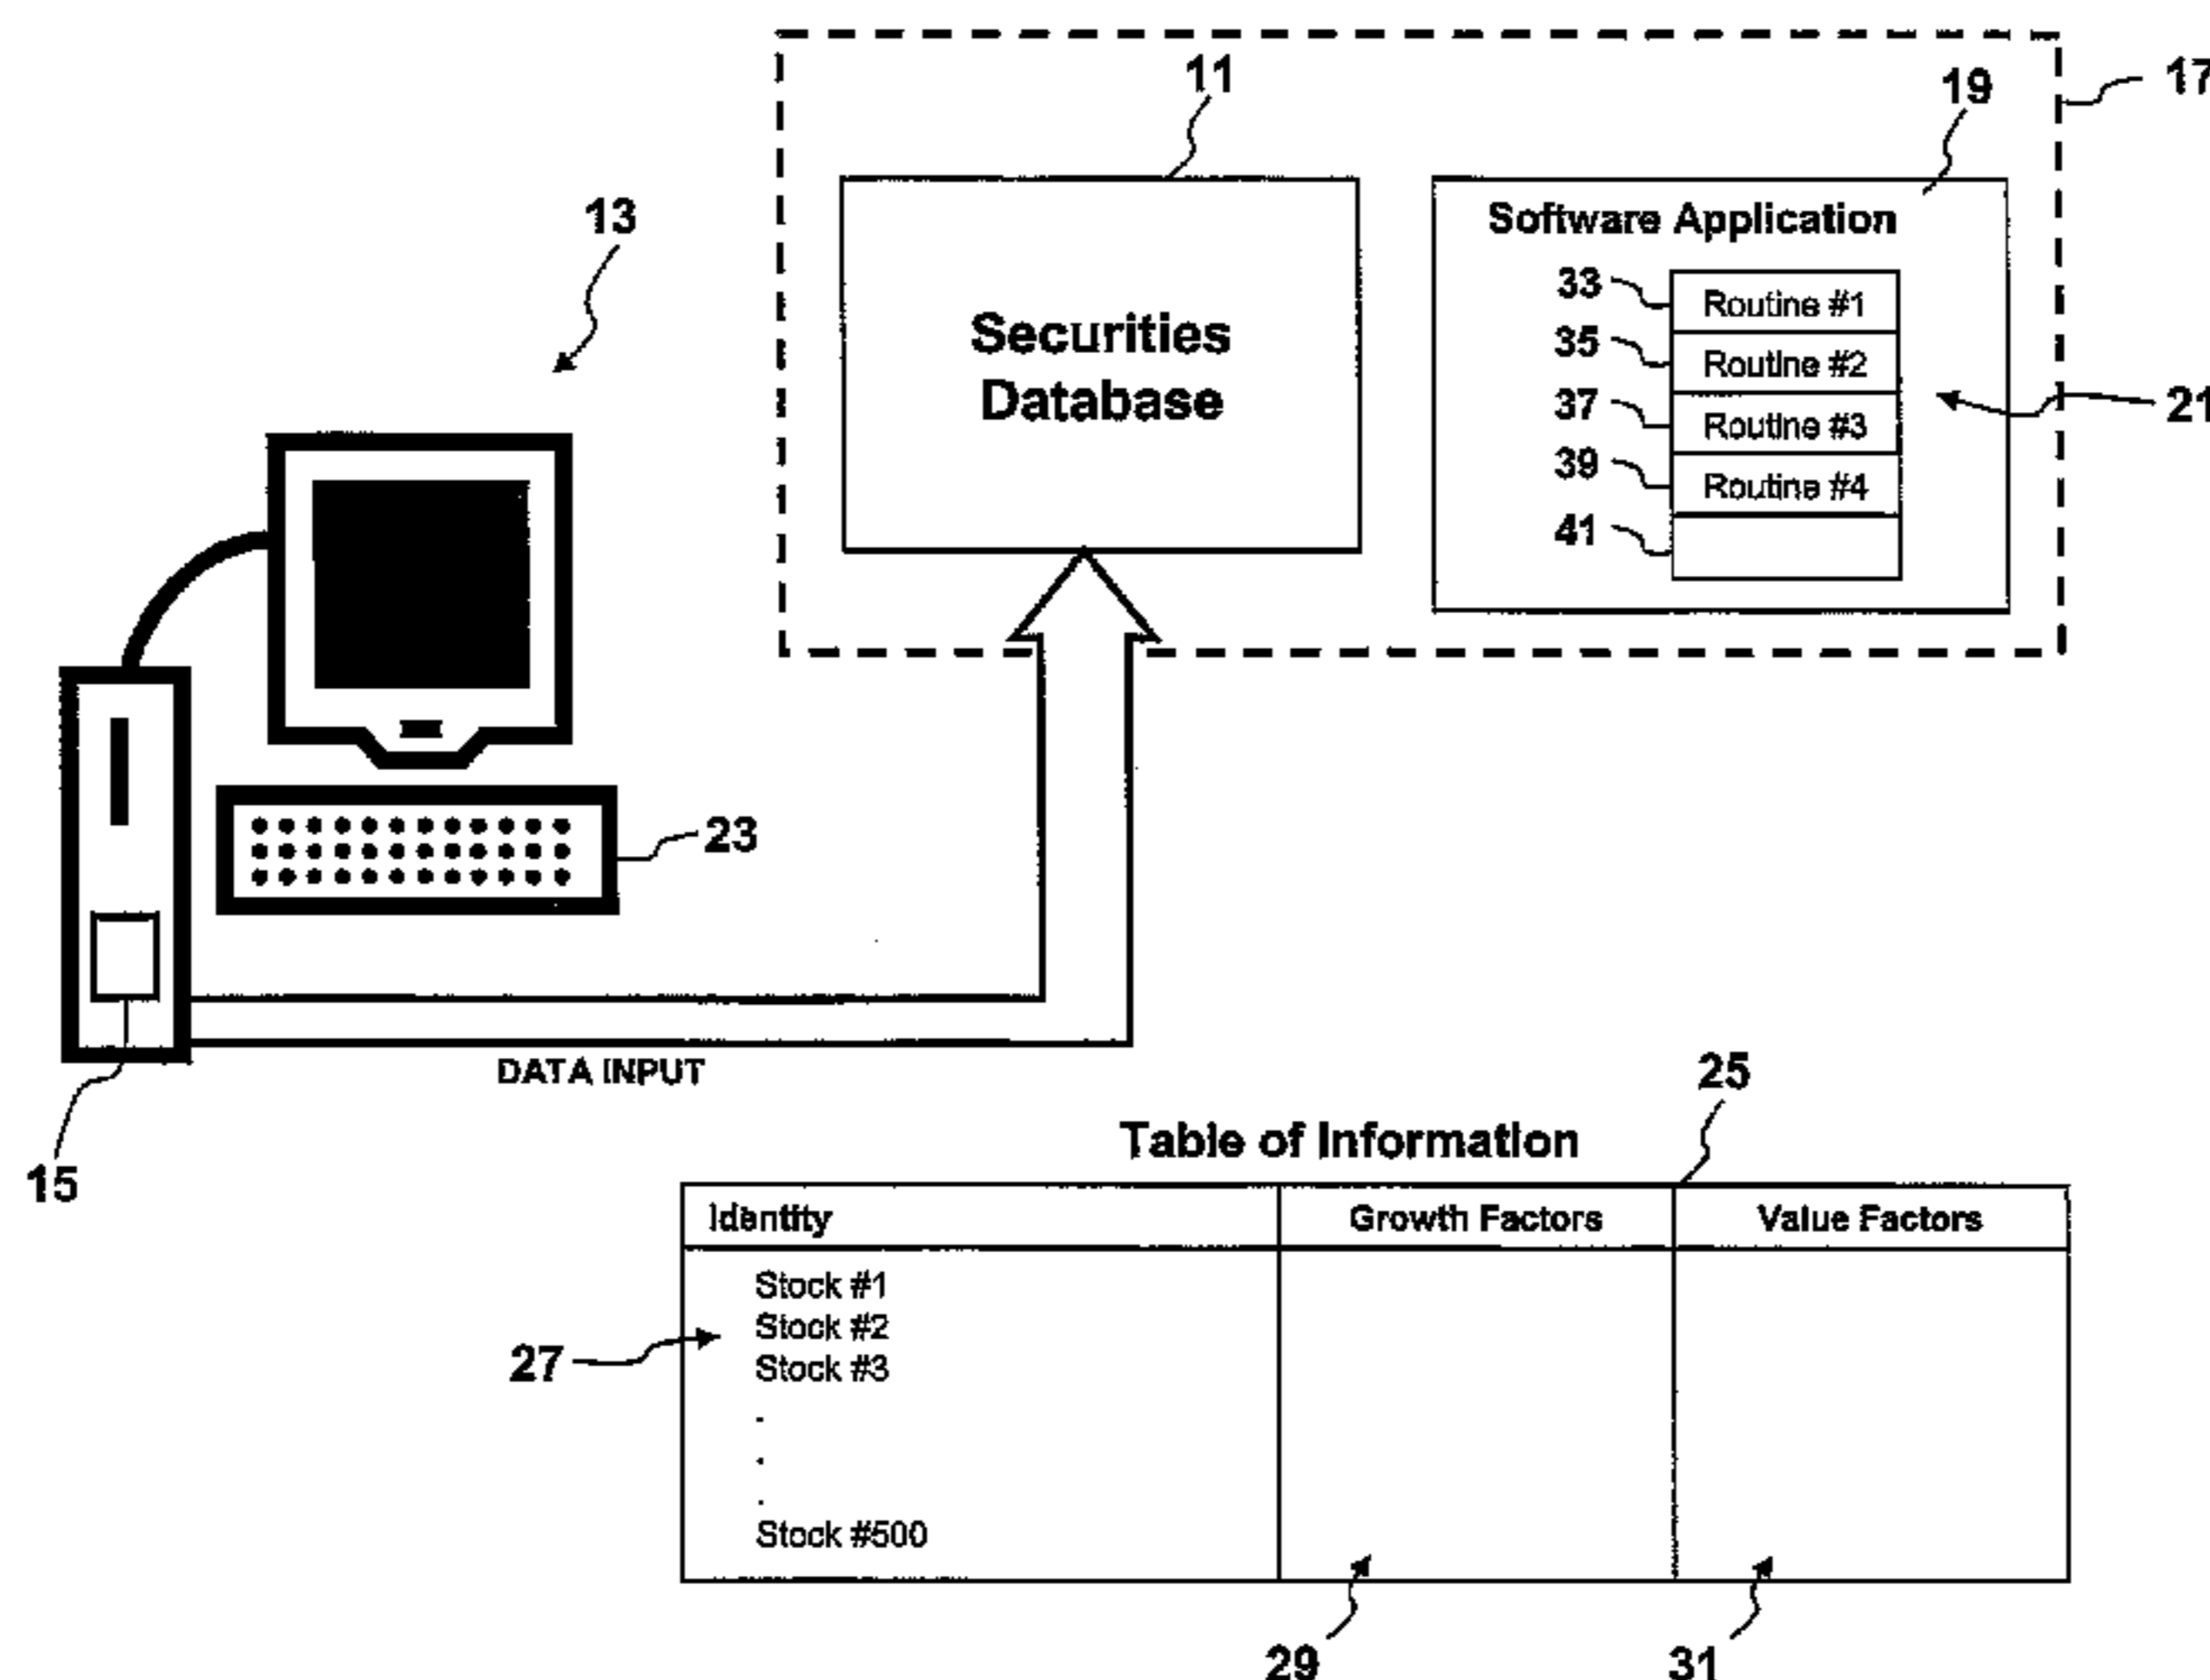 11
19
17
13
Software Application
33
Routine #1
Securities
Database
35
Routine #2
37
Routine #3
21
39
Routine #4
41
23
DATA INPUT
15
25
Table of Information
Identity Growth Factors Value Factors
Stock #1
Stock #2
27
Stock #3
.
.
.
Stock #500
29
31